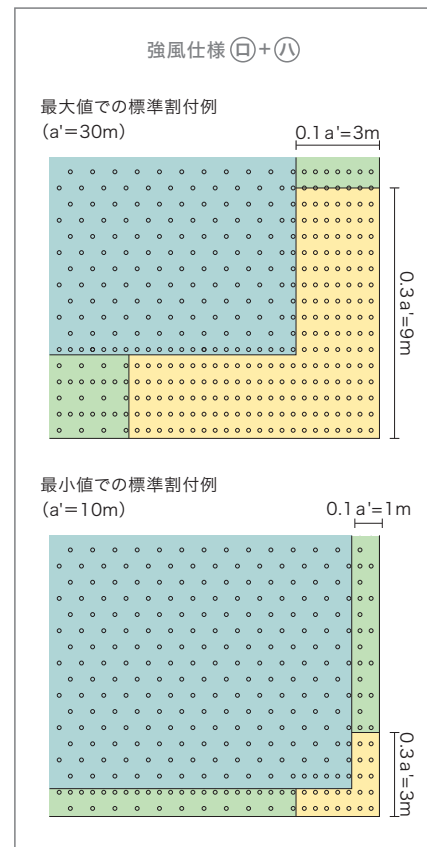 強風仕様㋺+㋩
最大値での標準割付例
（a'＝30m）
0.1a'=3m
0.3a'=9m
最小値での標準割付例
（a'＝10m）
0.1a'=1m
0.3a'=3m